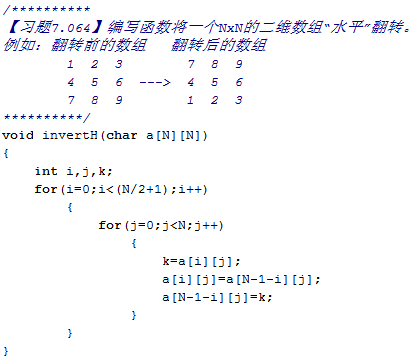 /**********
【习题7.064】编写函数将一个NxN的二维数组“水平”翻转。
例如：翻转前的数组   翻转后的数组
        1  2  3           7  8  9
        4  5  6  --->  4  5  6
        7  8  9           1  2  3
**********/
void invertH(char a[N][N])
{
    int i,j,k;
    for(i=0;i<(N/2+1);i++)
        {
            for(j=0;j<N;j++)
                {
                    k=a[i][j];
                    a[i][j]=a[N-1-i][j];
                    a[N-1-i][j]=k;
                }
        }
}